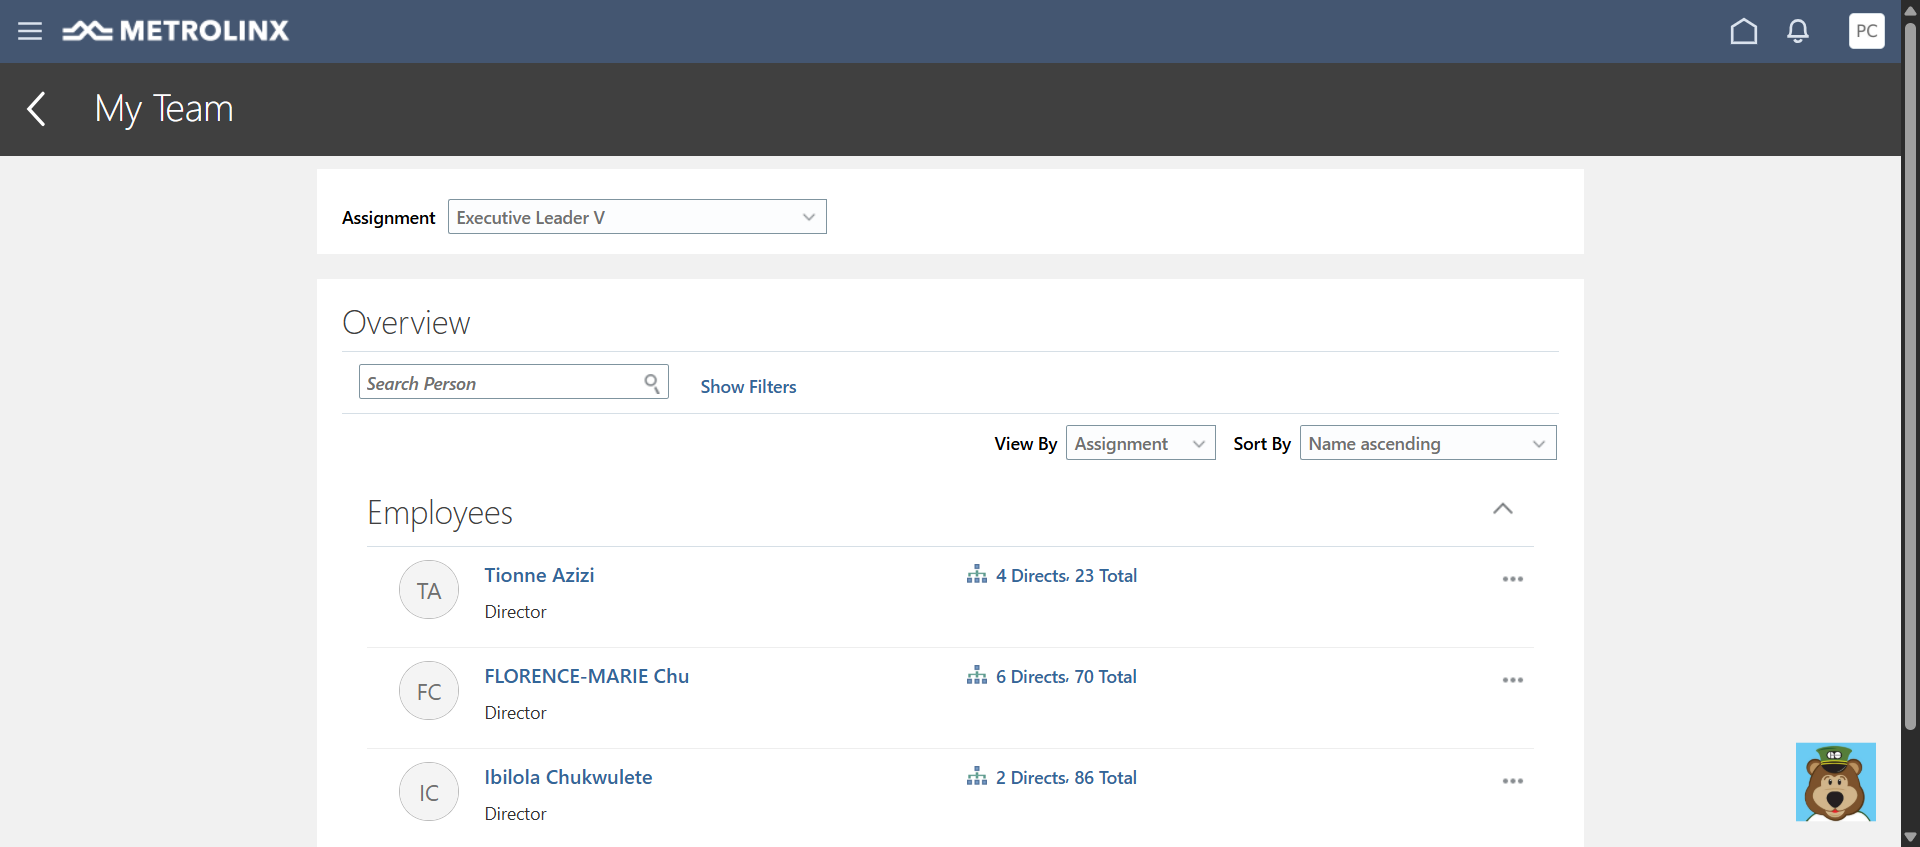 METROLINX
PC
My Team
Assignment Executive Leader V
Overview
Search Person Show Filters
View By Assignment Sort By Name ascending
Employees
TA Tionne Azizi 4 Directs, 23 Total
Director
FC FLORENCE-MARIE Chu 6 Directs, 70 Total
Director
IC Ibilola Chukwulete 2 Directs, 86 Total
Director